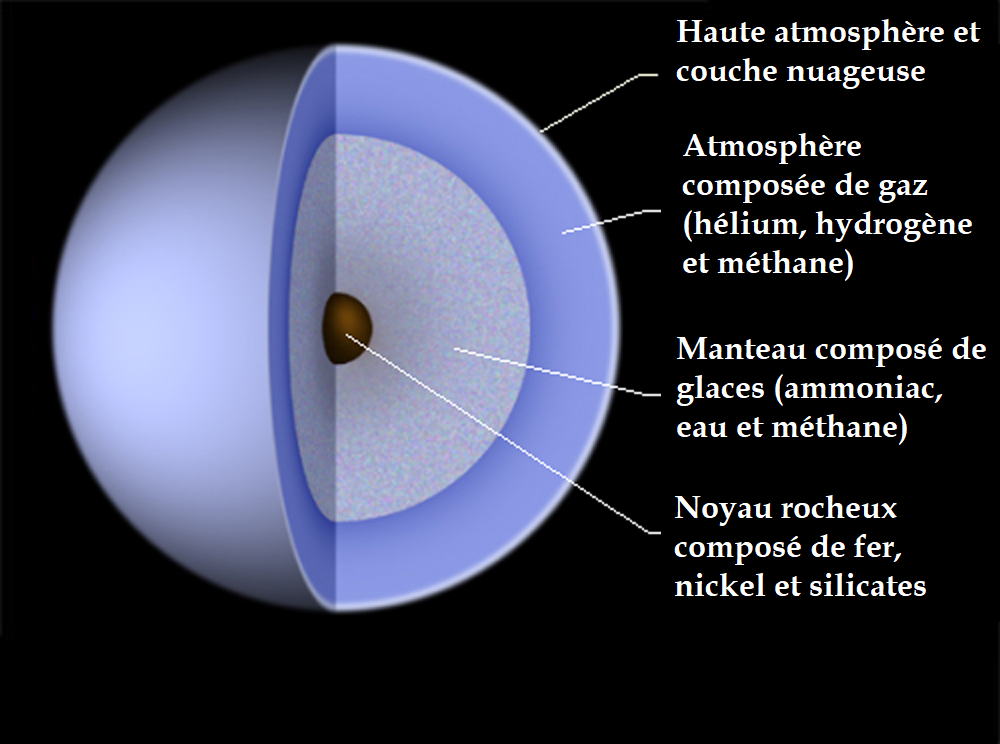 Haute atmosphère et
couche nuageuse
Atmosphère
composée de gaz
(hélium, hydrogène
et méthane)
Manteau composé de
glaces (ammoniac,
eau et méthane)
Noyau rocheux
composé de fer,
nickel et silicates